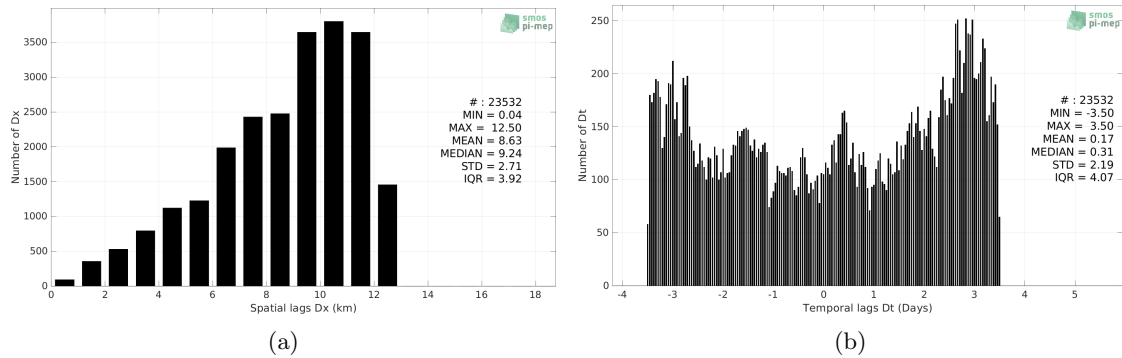 smos
pi-mep
3500
3000
2500
2000
1500
1000
500
0
Number of Dx
# : 23532
MIN = 0.04
MAX = 12.50
MEAN = 8.63
MEDIAN = 9.24
STD = 2.71
IQR = 3.92
0 2 4 6 8 10 12 14 16 18
Spatial lags Dx (km)
(a)
smos
pi-mep
250
200
150
100
50
0
Number of Dt
# : 23532
MIN = -3.50
MAX = 3.50
MEAN = 0.17
MEDIAN = 0.31
STD = 2.19
IQR = 4.07
-4 -3 -2 -1 0 1 2 3 4 5
Temporal lags Dt (Days)
(b)